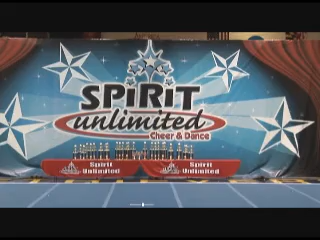 SPiRiT
unlimited
Cheer & Dance
Spirit
Unlimited
Spirit
Unlimited